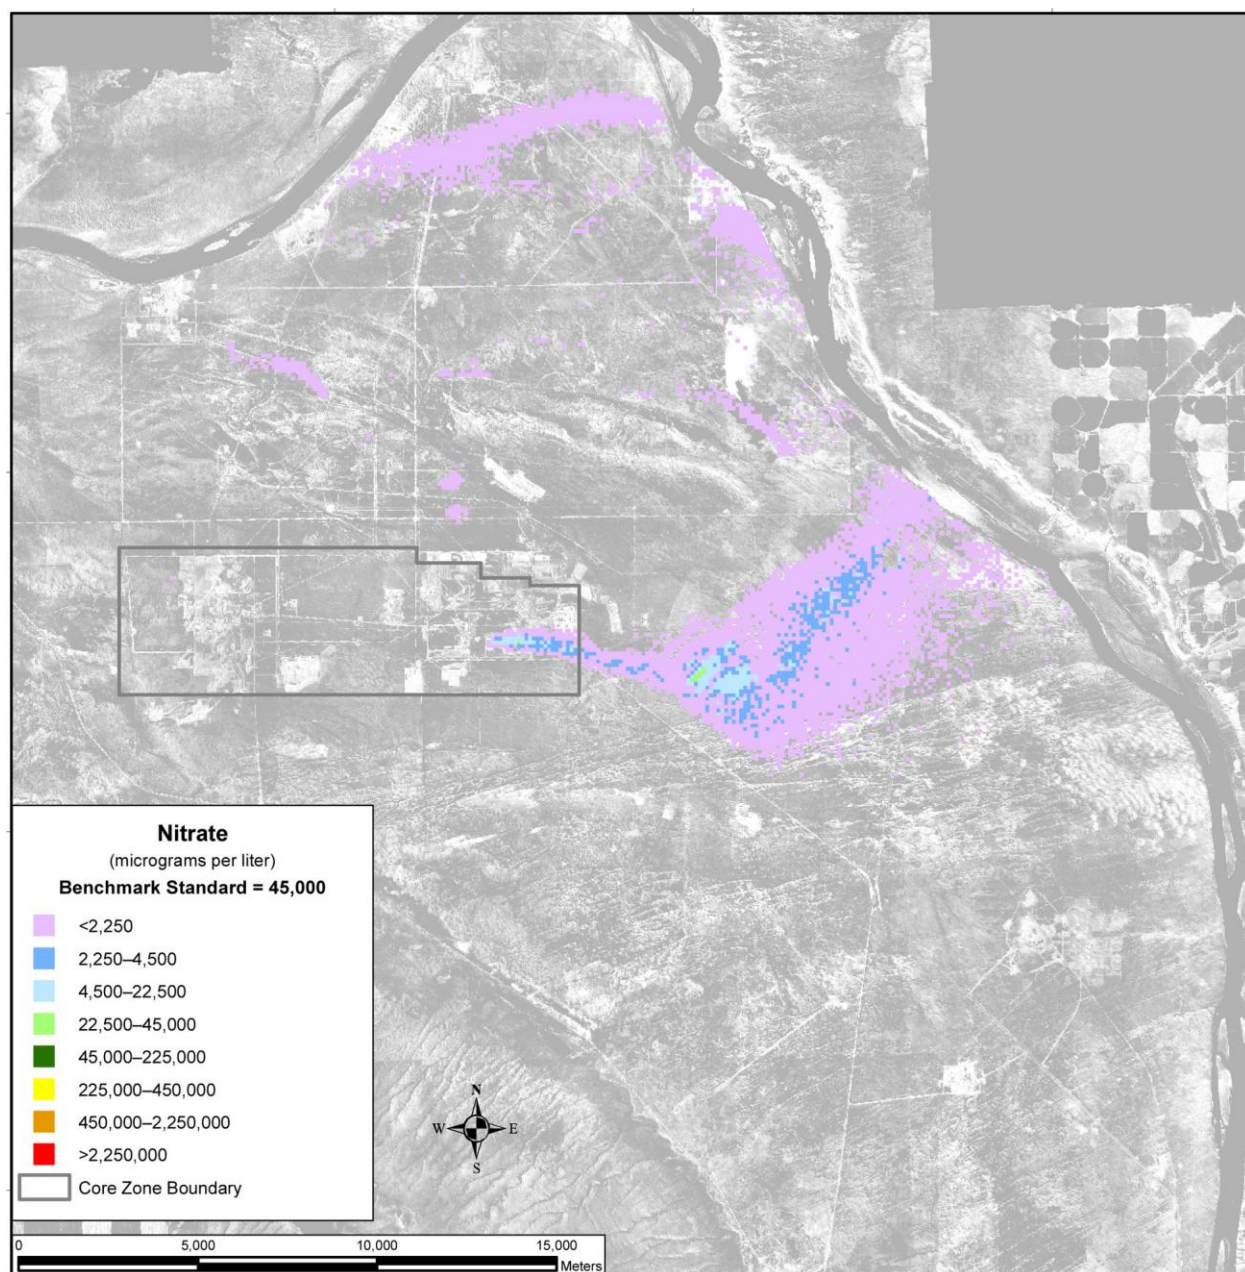 Nitrate
(micrograms per liter)
Benchmark Standard = 45,000
<2,250
2,250–4,500
4,500–22,500
22,500–45,000
45,000–225,000
225,000–450,000
450,000–2,250,000
>2,250,000
Core Zone Boundary
N
W E
S
0 5,000 10,000 15,000
Meters